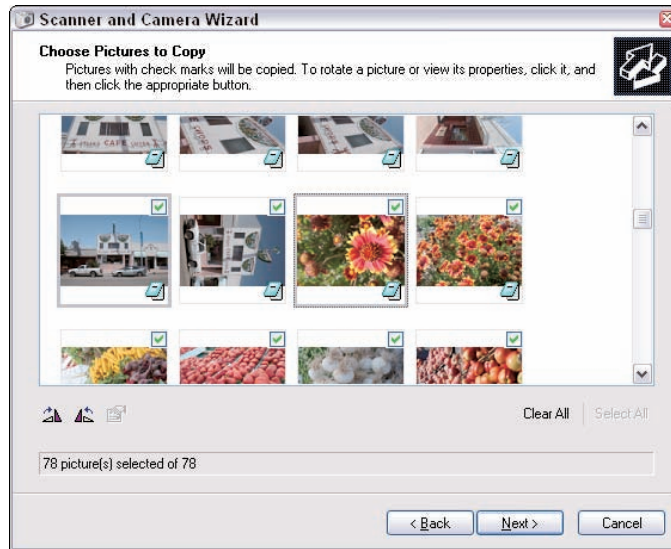 Scanner and Camera Wizard
Choose Pictures to Copy
Pictures with check marks will be copied. To rotate a picture or view its properties, click it, and
then click the appropriate button.
CAFE
Clear All
Select All
78 picture(s) selected of 78
< Back
Next >
Cancel